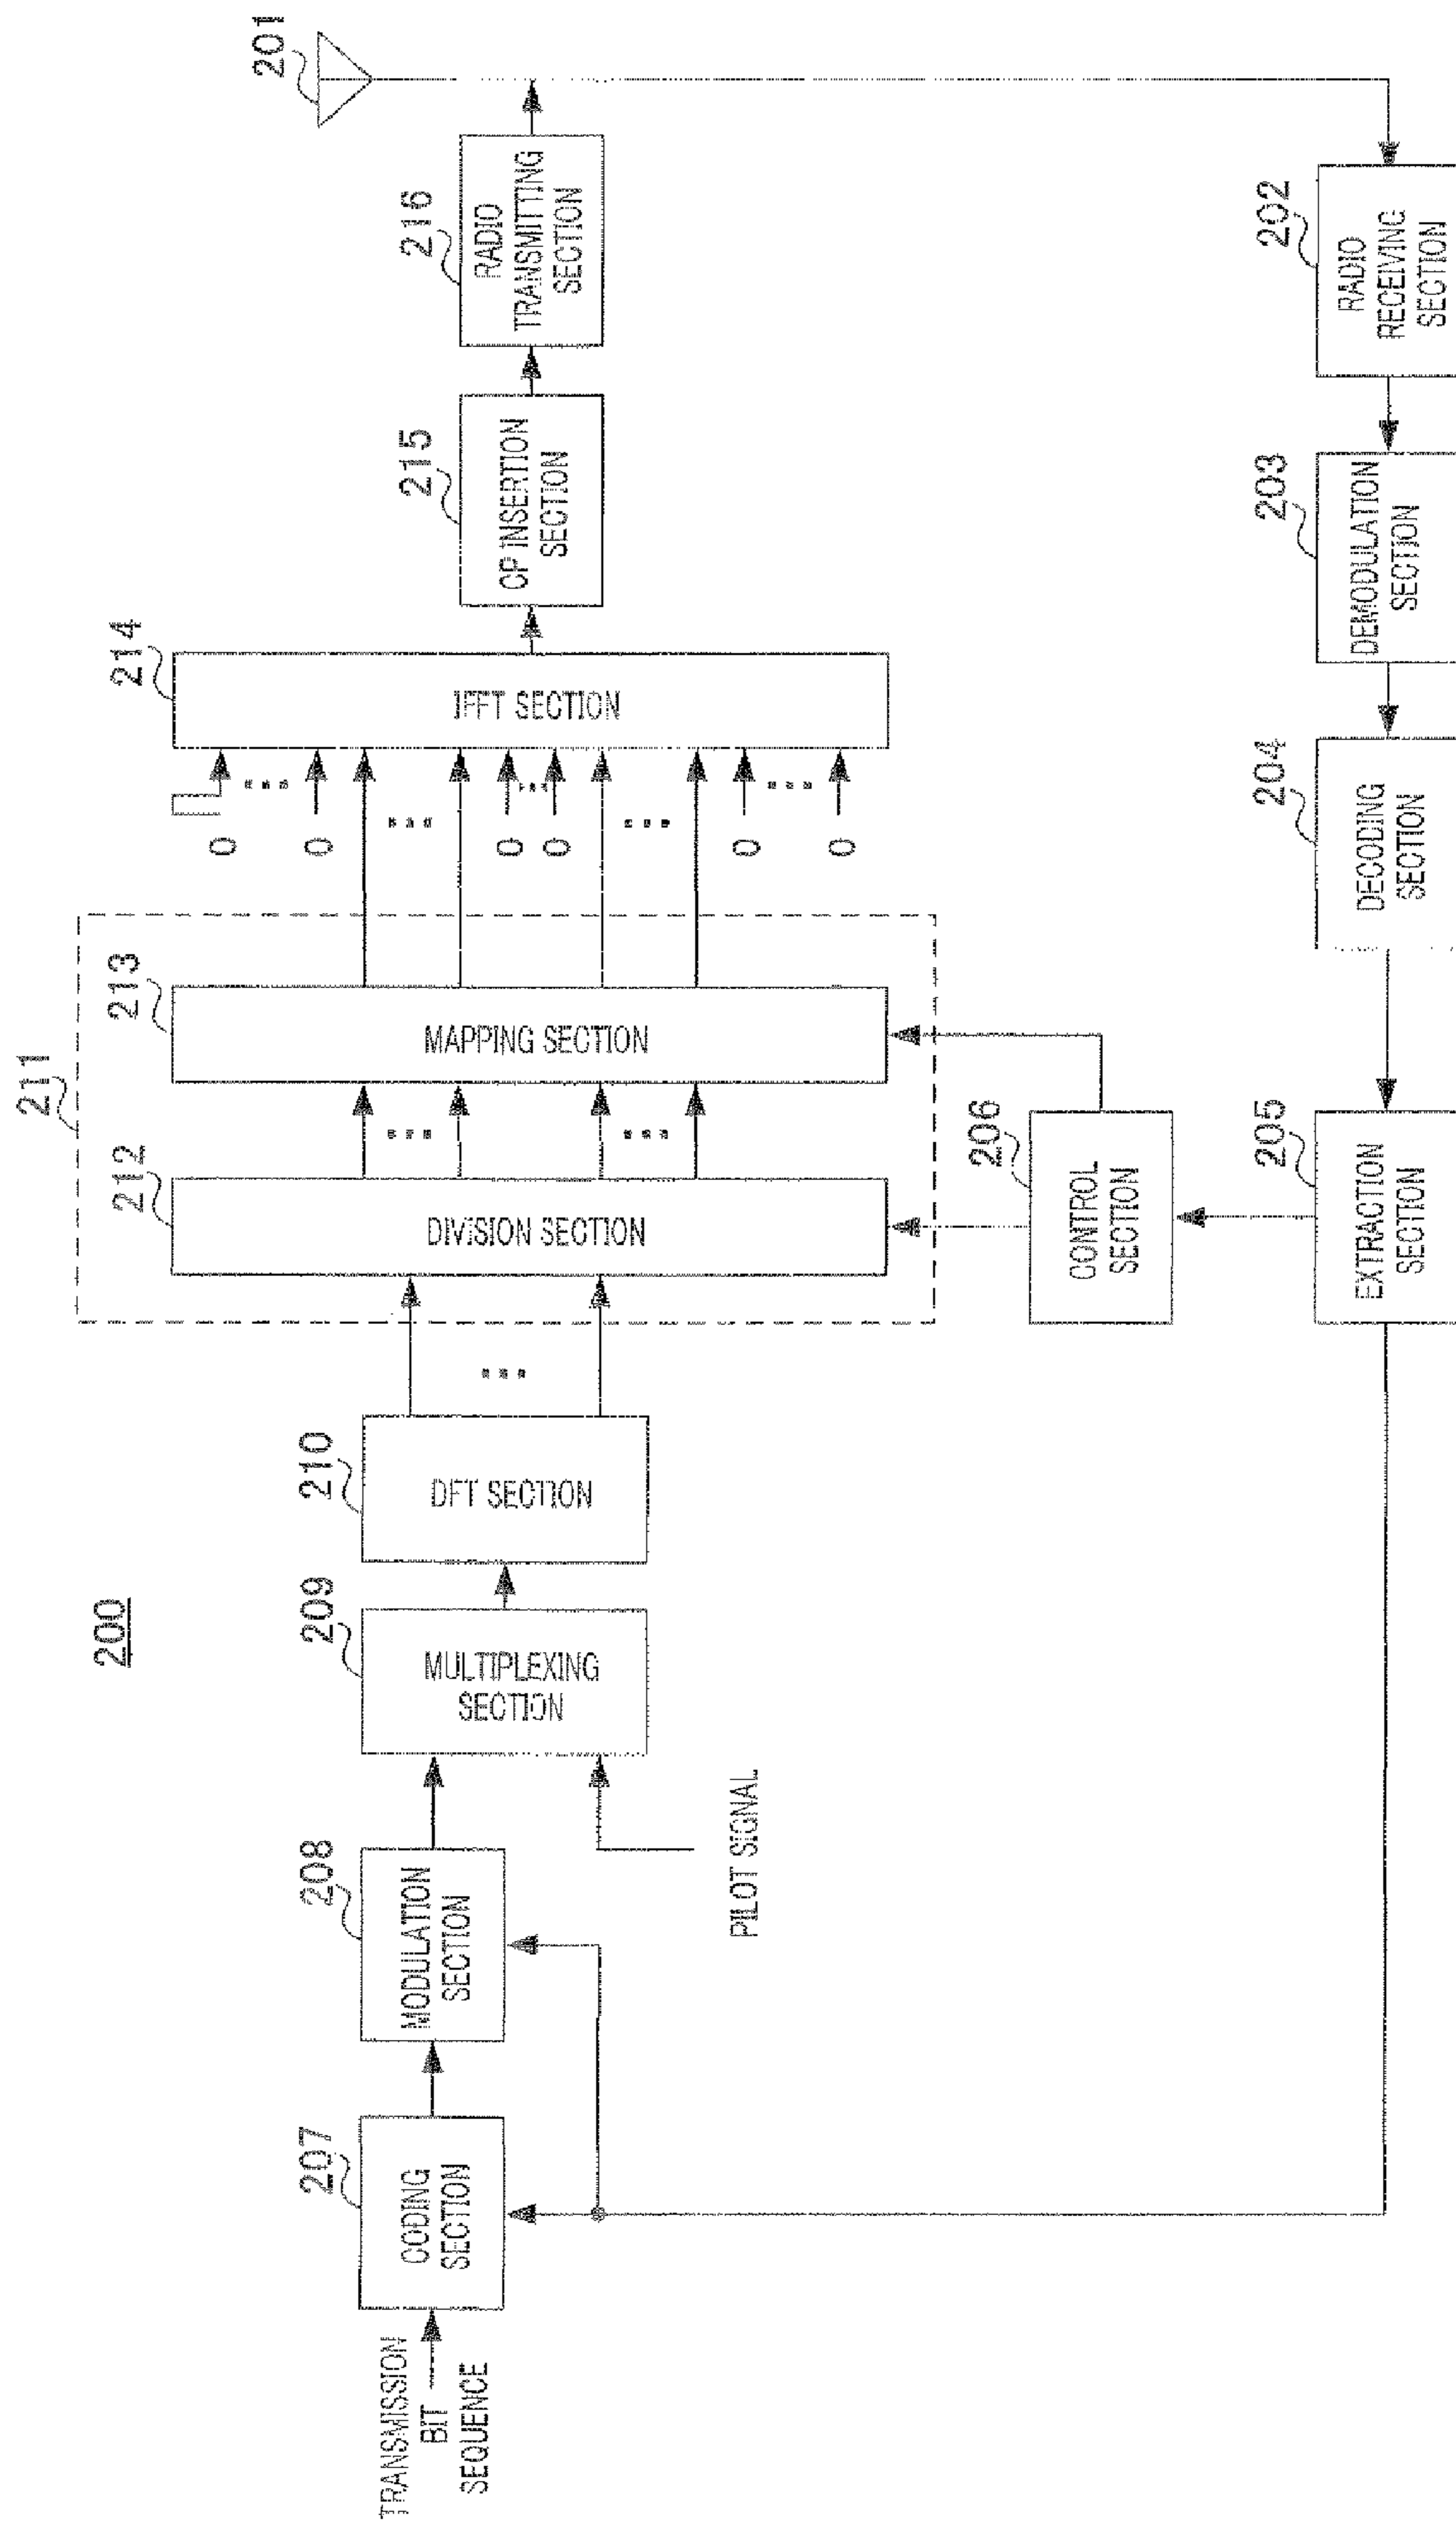 200
TRANSMISSION
BIT
SEQUENCE
207
CODING
SECTION
208
MODULATION
SECTION
PILOT SIGNAL
209
MULTIPLEXING
SECTION
210
DFT SECTION
211
212
DIVISION SECTION
213
MAPPING SECTION
0
0
0
0
0
0
214
IFFT SECTION
215
CP INSERTION
SECTION
216
RADIO
TRANSMITTING
SECTION
201
206
CONTROL
SECTION
205
EXTRACTION
SECTION
204
DECODING
SECTION
203
DEMODULATION
SECTION
202
RADIO
RECEIVING
SECTION